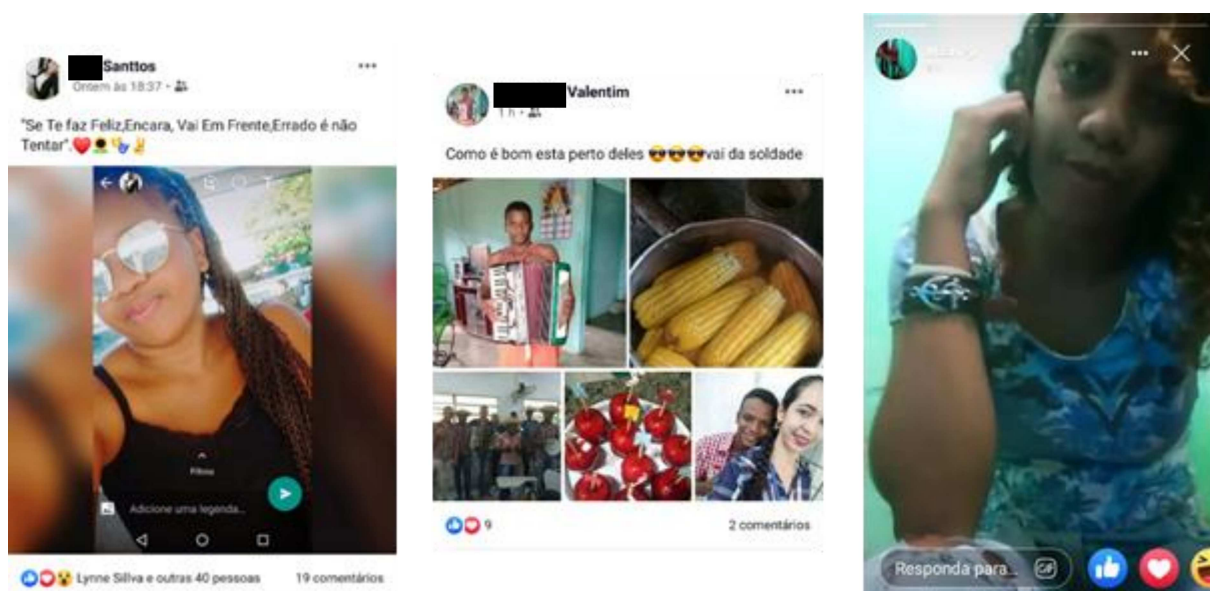 Santtos
Ontem às 18:37
"Se Te faz Feliz,Encara, Vai Em Frente,Errado é não
Tentar".
Filtros
Adicione uma legenda...
Lynne Sillva e outras 40 pessoas
19 comentários
Valentim
1 h
Como é bom esta perto deles vai da soldade
9
2 comentários
Responda para...
GIF